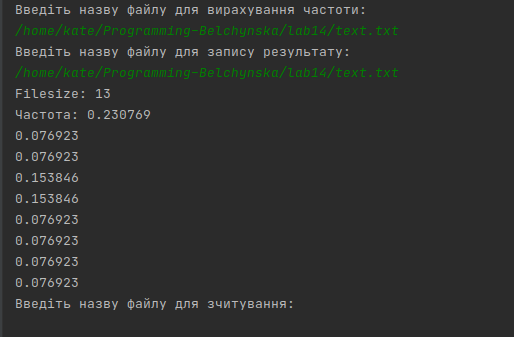 Введіть назву файлу для вирахування частоти:
/home/kate/Programming-Belchynska/lab14/text.txt
Введіть назву файлу для запису результату:
/home/kate/Programming-Belchynska/lab14/text.txt
Filesize: 13
Частота: 0.230769
0.076923
0.076923
0.153846
0.153846
0.076923
0.076923
0.076923
0.076923
Введіть назву файлу для зчитування: